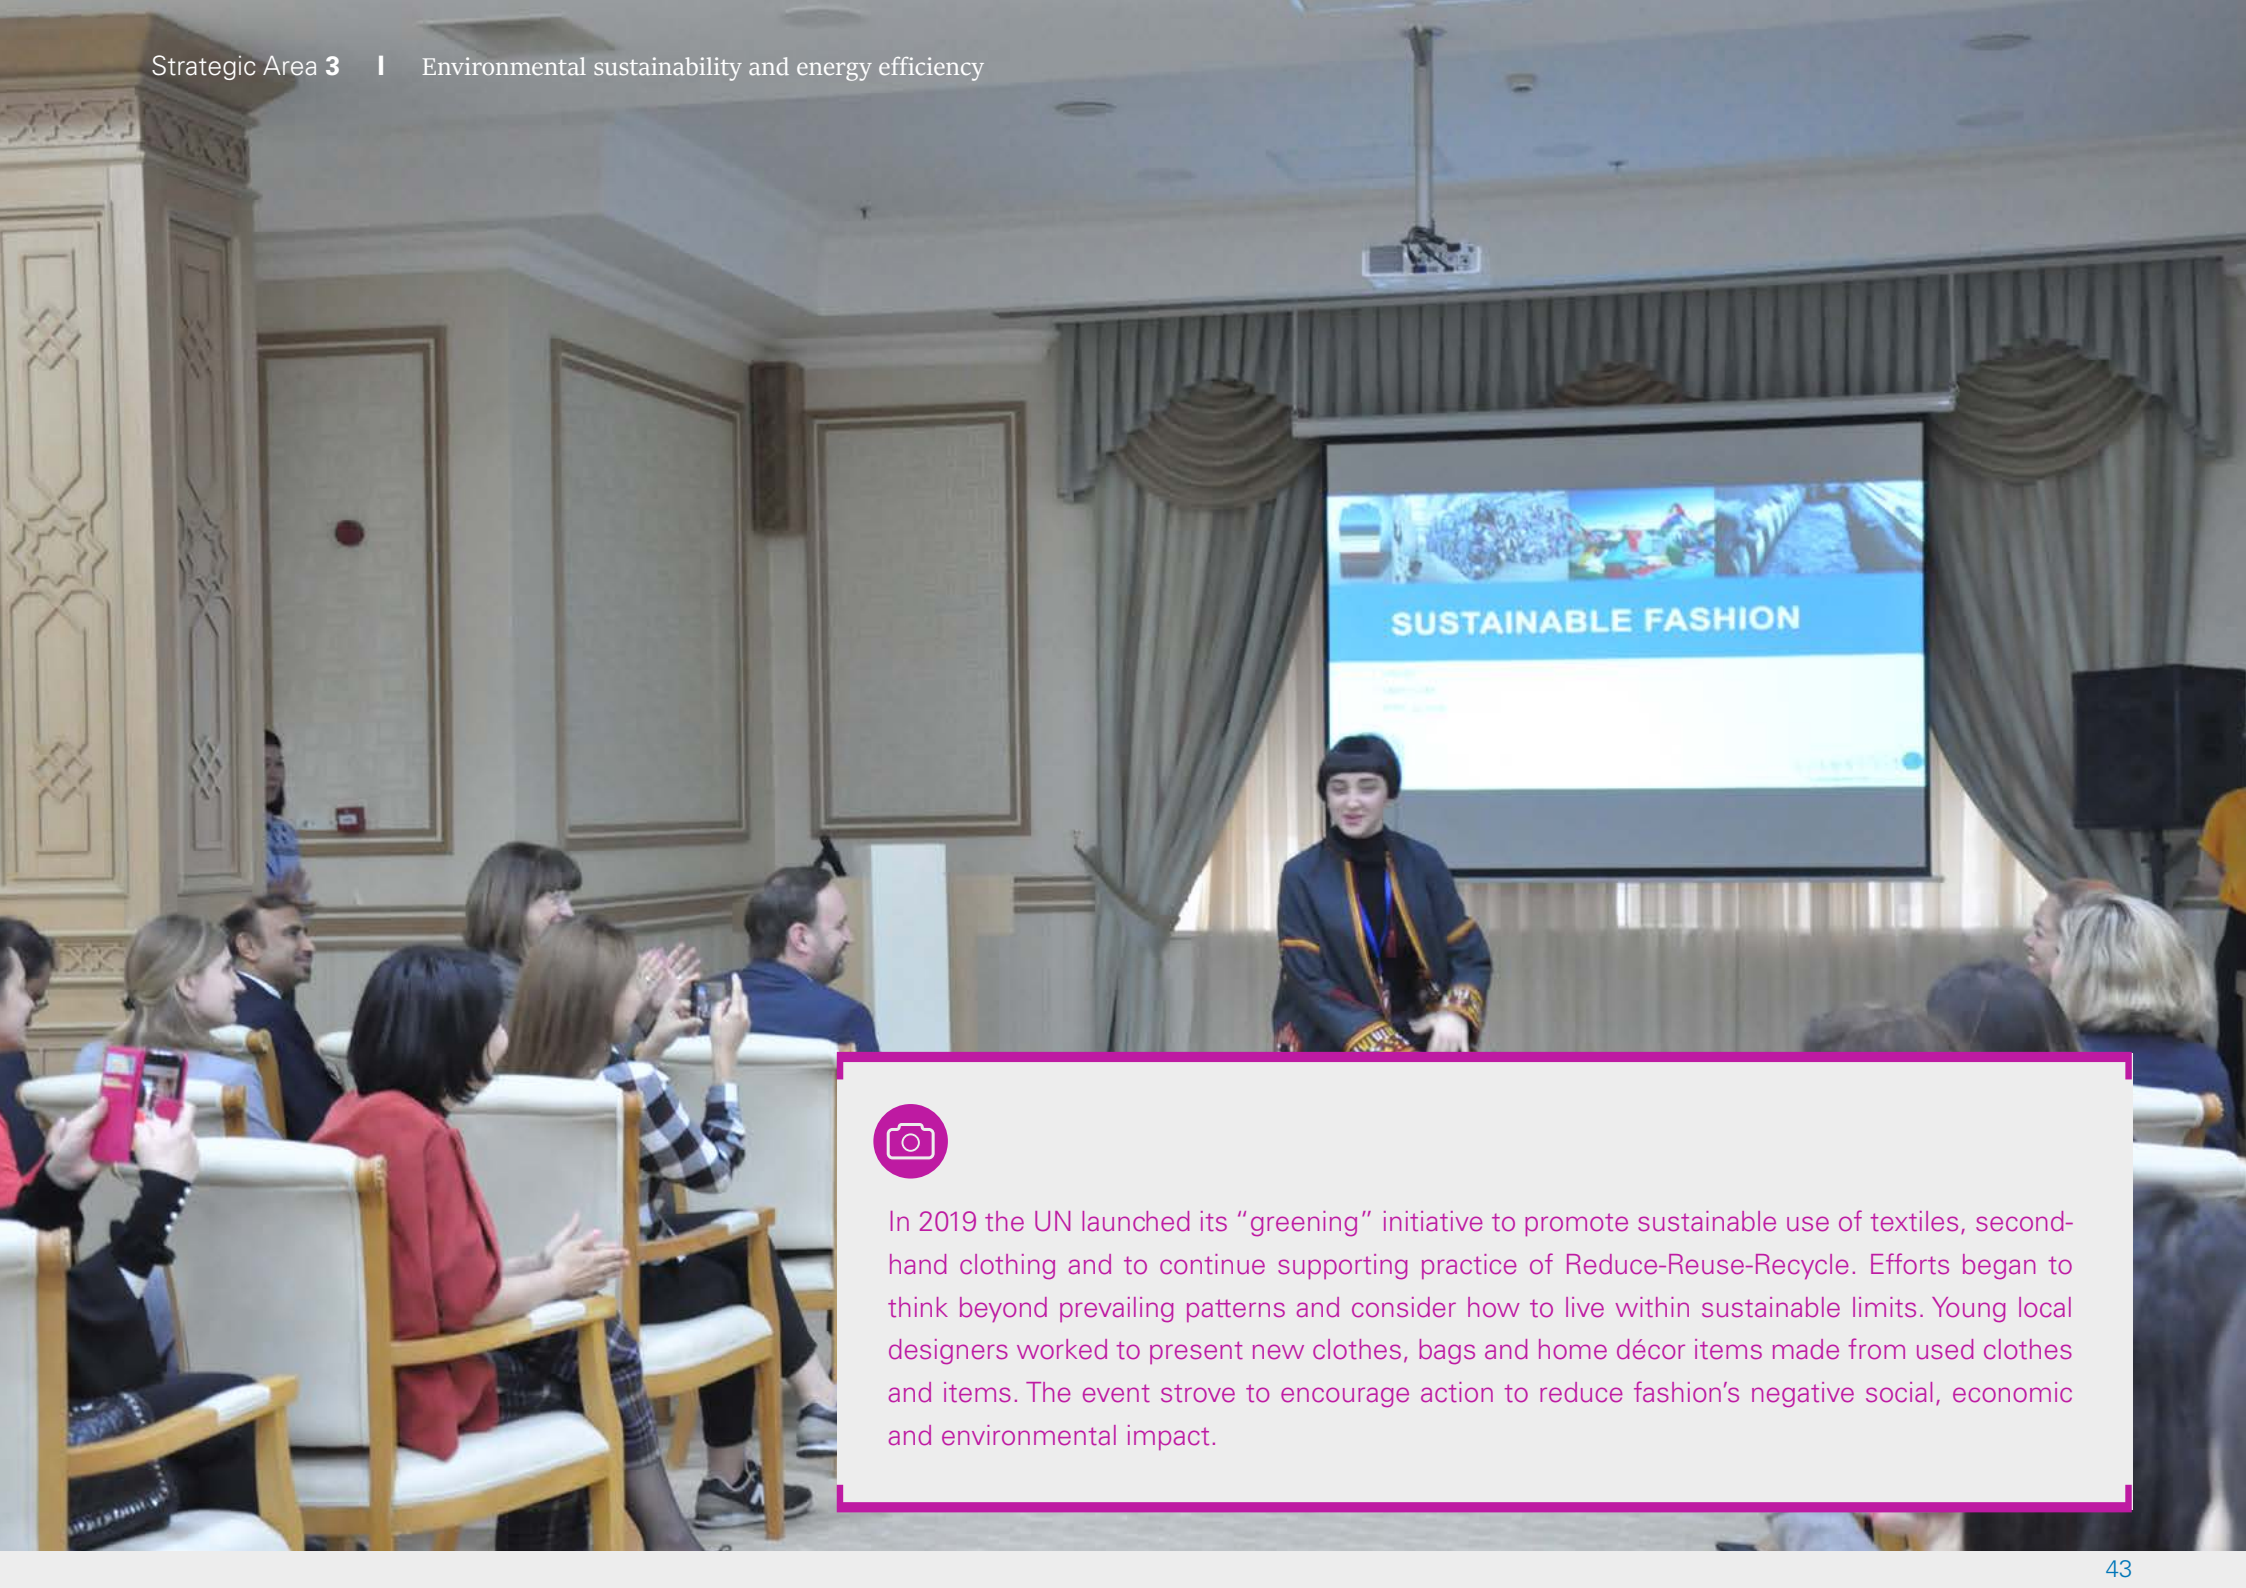 Strategic Area 3 I Environmental sustainability and energy efficiency
SUSTAINABLE FASHION
In 2019 the UN launched its “greening” initiative to promote sustainable use of textiles, second-
hand clothing and to continue supporting practice of Reduce-Reuse-Recycle. Efforts began to
think beyond prevailing patterns and consider how to live within sustainable limits. Young local
designers worked to present new clothes, bags and home décor items made from used clothes
and items. The event strove to encourage action to reduce fashion’s negative social, economic
and environmental impact.
43